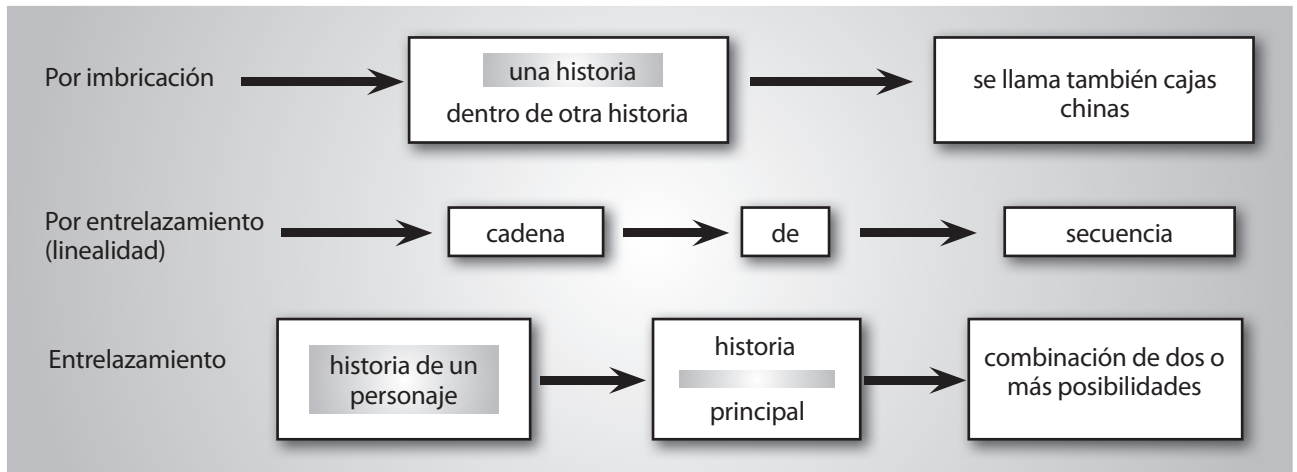 Por imbricación
una historia
dentro de otra historia
se llama también cajas
chinas
Por entrelazamiento
(linealidad)
cadena
de
secuencia
Entrelazamiento
historia de un
personaje
historia
principal
combinación de dos o
más posibilidades